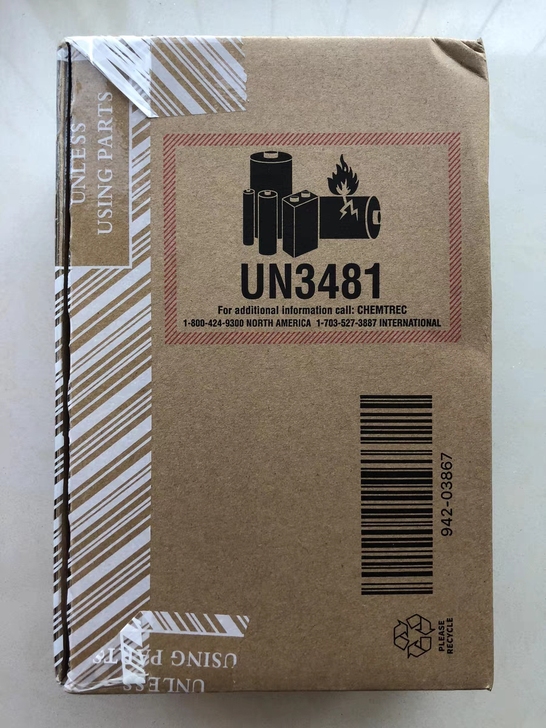 UNLESS
USING PARTS
UN3481
For additional information call: CHEMTREC
1-800-424-9300 NORTH AMERICA 1-703-527-3887 INTERNATIONAL
942-03867
PLEASE
RECYCLE
USING PARTS
UNLESS